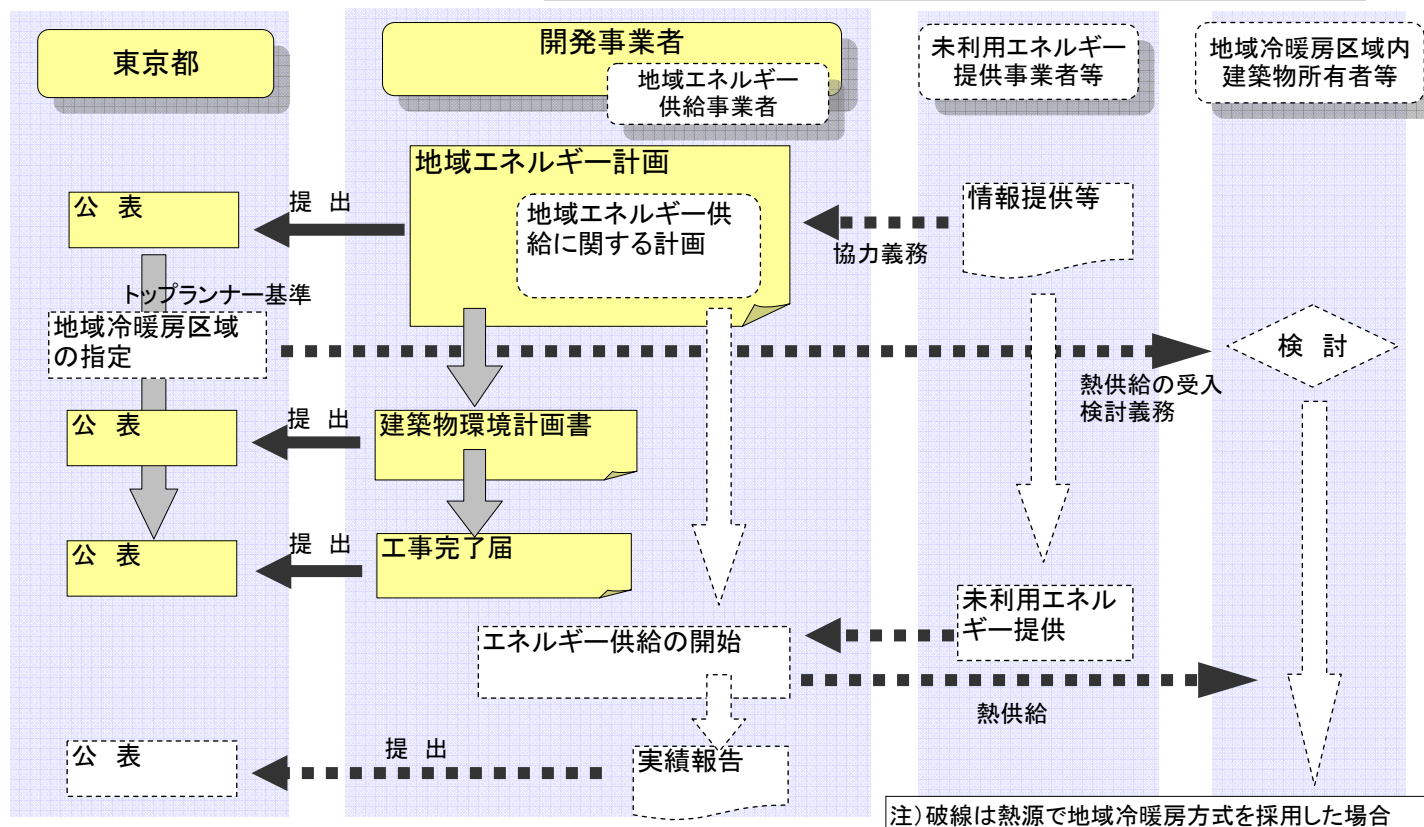 東京都
開発事業者
地域エネルギー
供給事業者
未利用エネルギー
提供事業者等
地域冷暖房区域内
建築物所有者等
地域エネルギー計画
地域エネルギー供
給に関する計画
公 表
提 出
情報提供等
協力義務
トップランナー基準
地域冷暖房区域
の指定
検 討
熱供給の受入
検討義務
公 表
提 出
建築物環境計画書
公 表
提 出
工事完了届
未利用エネル
ギー提供
エネルギー供給の開始
熱供給
公 表
提 出
実績報告
注）破線は熱源で地域冷暖房方式を採用した場合